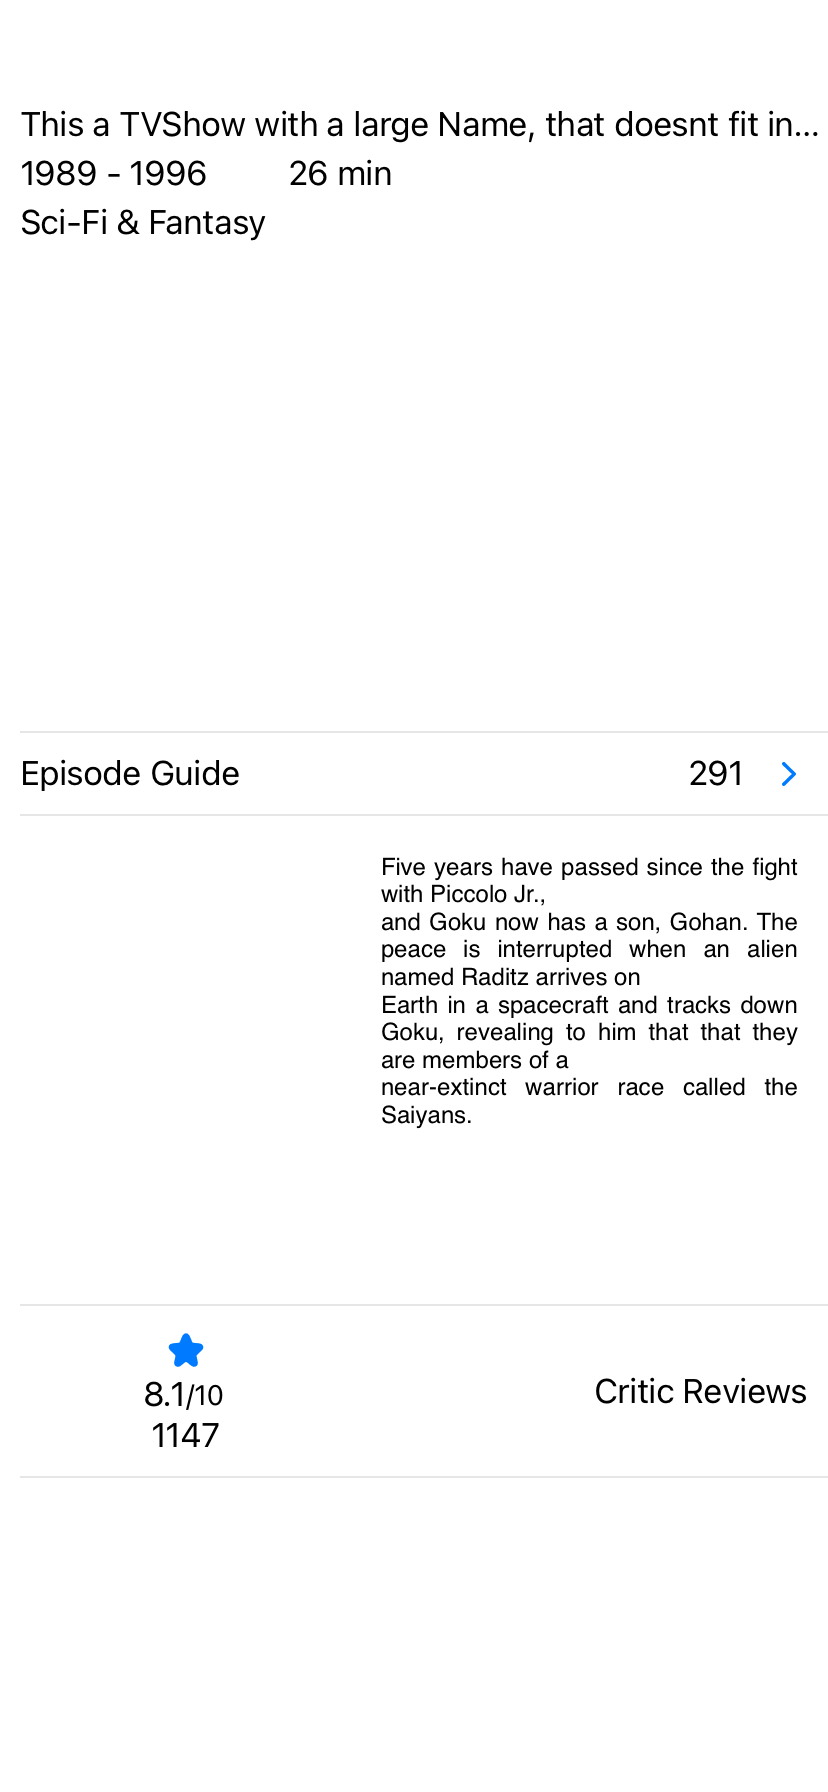 This a TVShow with a large Name, that doesnt fit in...
1989 - 1996 26 min
Sci-Fi & Fantasy
Episode Guide 291
Five years have passed since the fight
with Piccolo Jr.,
and Goku now has a son, Gohan. The
peace is interrupted when an alien
named Raditz arrives on
Earth in a spacecraft and tracks down
Goku, revealing to him that that they
are members of a
near-extinct warrior race called the
Saiyans.
8.1/10
1147
Critic Reviews